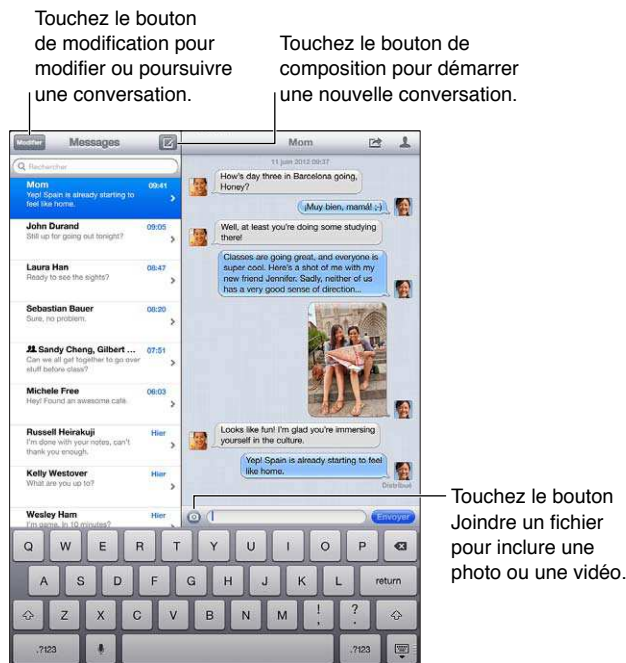 Touchez le bouton
de modification pour
modifier ou poursuivre
une conversation.
Touchez le bouton de
composition pour démarrer
une nouvelle conversation.
Modifier Messages
Mom
Rechercher
Mom 09:41
Yep! Spain is already starting to
feel like home.
John Durand 09:05
Still up for going out tonight?
Laura Han 08:47
Ready to see the sights?
Sebastian Bauer 08:20
Sure, no problem.
Sandy Cheng, Gilbert ... 07:51
Can we all get together to go over
stuff before class?
Michele Free 06:03
Hey! Found an awesome café.
Russell Heirakuji Hier
I'm done with your notes, can't
thank you enough.
Kelly Westover Hier
What are you up to?
Wesley Ham Hier
I'm game. In 10 minutes?
11 juin 2012 09:37
How's day three in Barcelona going,
Honey?
¡Muy bien, mamá! ;-)
Well, at least you're doing some studying
there!
Classes are going great, and everyone is
super cool. Here's a shot of me with my
new friend Jennifer. Sadly, neither of us
has a very good sense of direction...
Looks like fun! I'm glad you're immersing
yourself in the culture.
Yep! Spain is already starting to feel
like home.
Distribué
Envoyer
Touchez le bouton
Joindre un fichier
pour inclure une
photo ou une vidéo.
Q W E R T Y U I O P
A S D F G H J K L return
Z X C V B N M ! , ? .
.?123 .?123